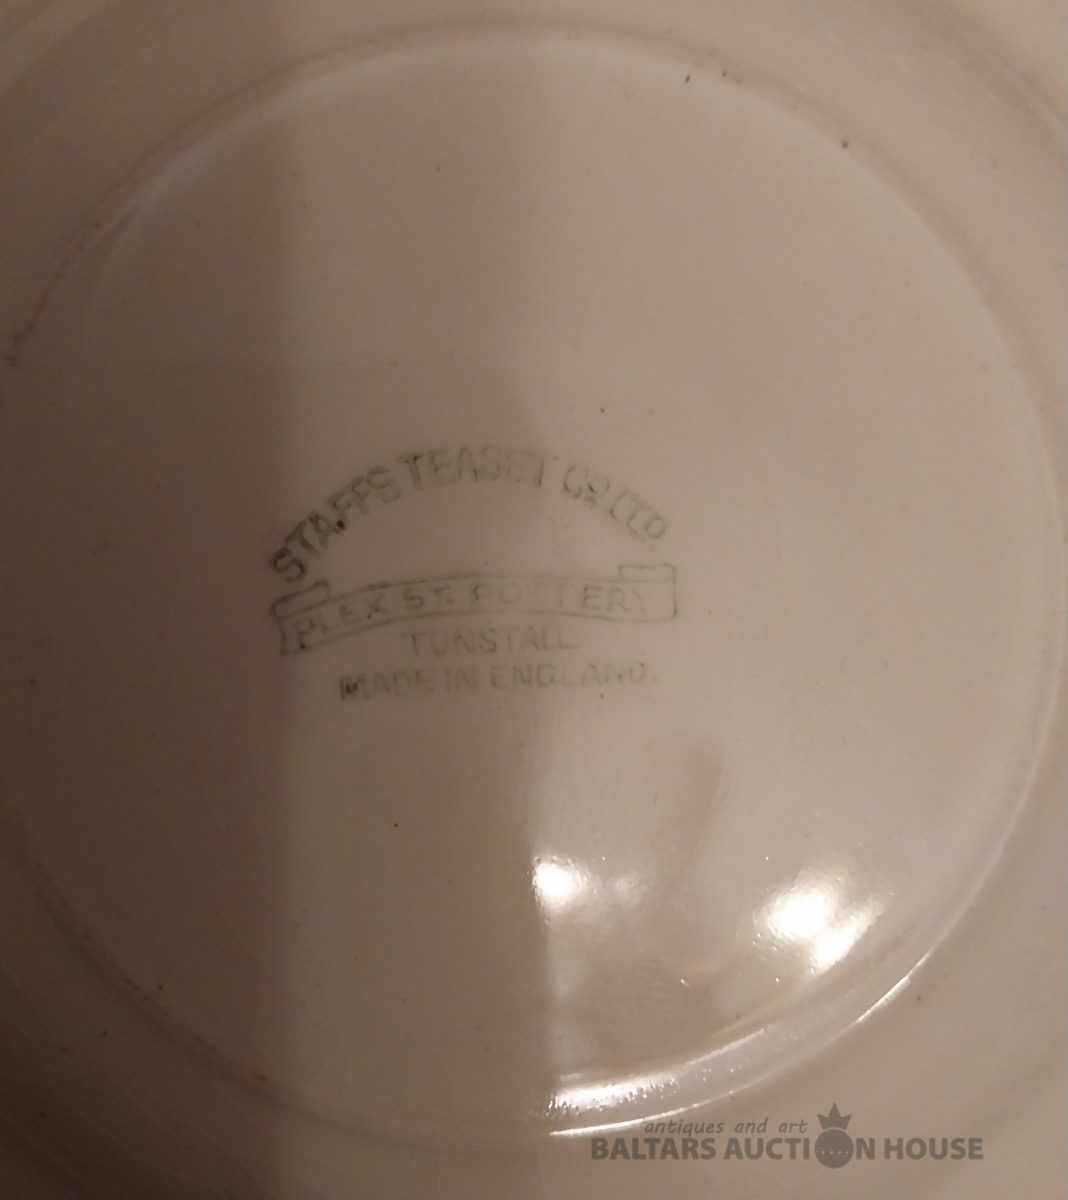 STAFFS TEASET Co LTD
PLEX ST. POTTERY
TUNSTALL
MADE IN ENGLAND.
antiques and art
BALTARS AUCTION HOUSE